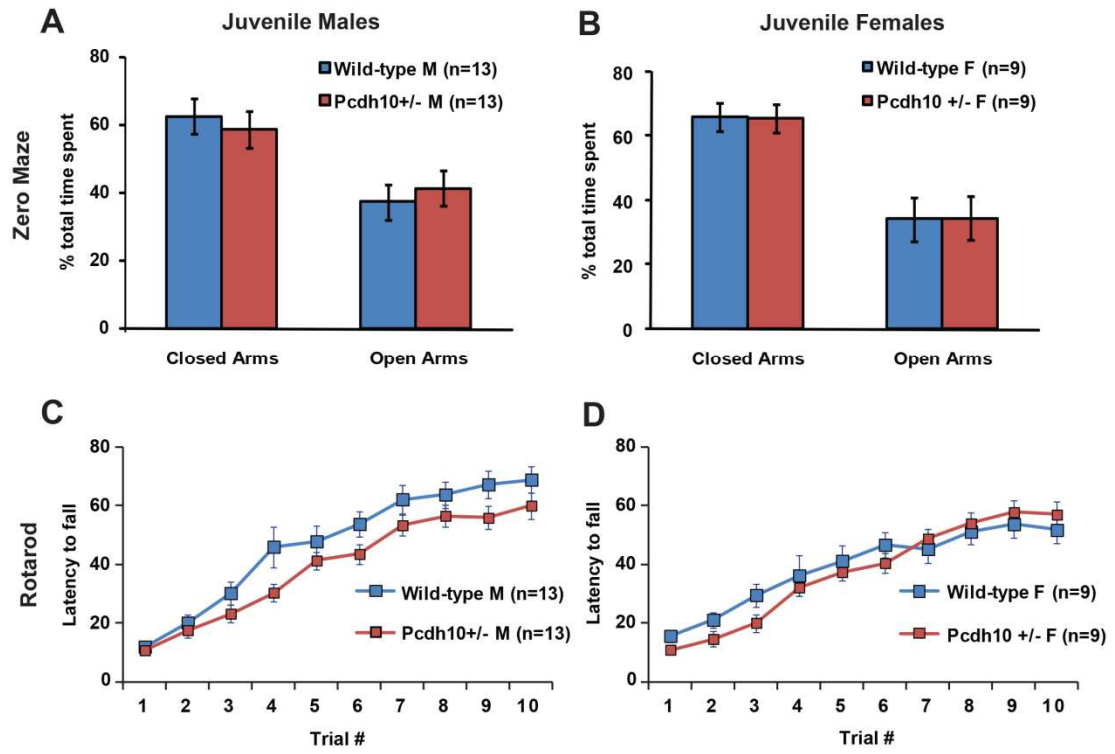 A
Juvenile Males
80
60
40
20
0
% total time spent
Zero Maze
Wild-type M (n=13)
Pcdh10+/- M (n=13)
Closed Arms Open Arms
B
Juvenile Females
80
60
40
20
0
% total time spent
Wild-type F (n=9)
Pcdh10 +/- F (n=9)
Closed Arms Open Arms
C
80
60
40
20
0
Latency to fall
Rotarod
Wild-type M (n=13)
Pcdh10+/- M (n=13)
1 2 3 4 5 6 7 8 9 10
Trial #
D
80
60
40
20
0
Latency to fall
Wild-type F (n=9)
Pcdh10 +/- F (n=9)
1 2 3 4 5 6 7 8 9 10
Trial #